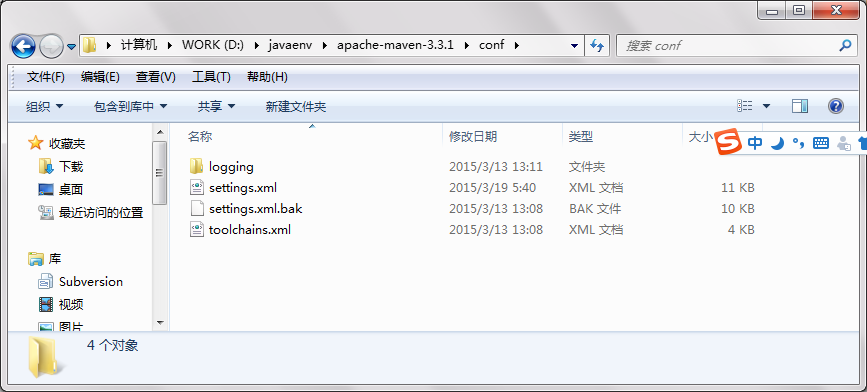 计算机 WORK (D:) javaenv apache-maven-3.3.1 conf 搜索 conf
文件(F) 编辑(E) 查看(V) 工具(T) 帮助(H)
组织 包含到库中 共享 新建文件夹
收藏夹
下载
桌面
最近访问的位置
库
Subversion
视频
图片
名称 修改日期 类型 大小
logging 2015/3/13 13:11 文件夹
settings.xml 2015/3/19 5:40 XML 文档 11 KB
settings.xml.bak 2015/3/13 13:08 BAK 文件 10 KB
toolchains.xml 2015/3/13 13:08 XML 文档 4 KB
S 中
4 个对象